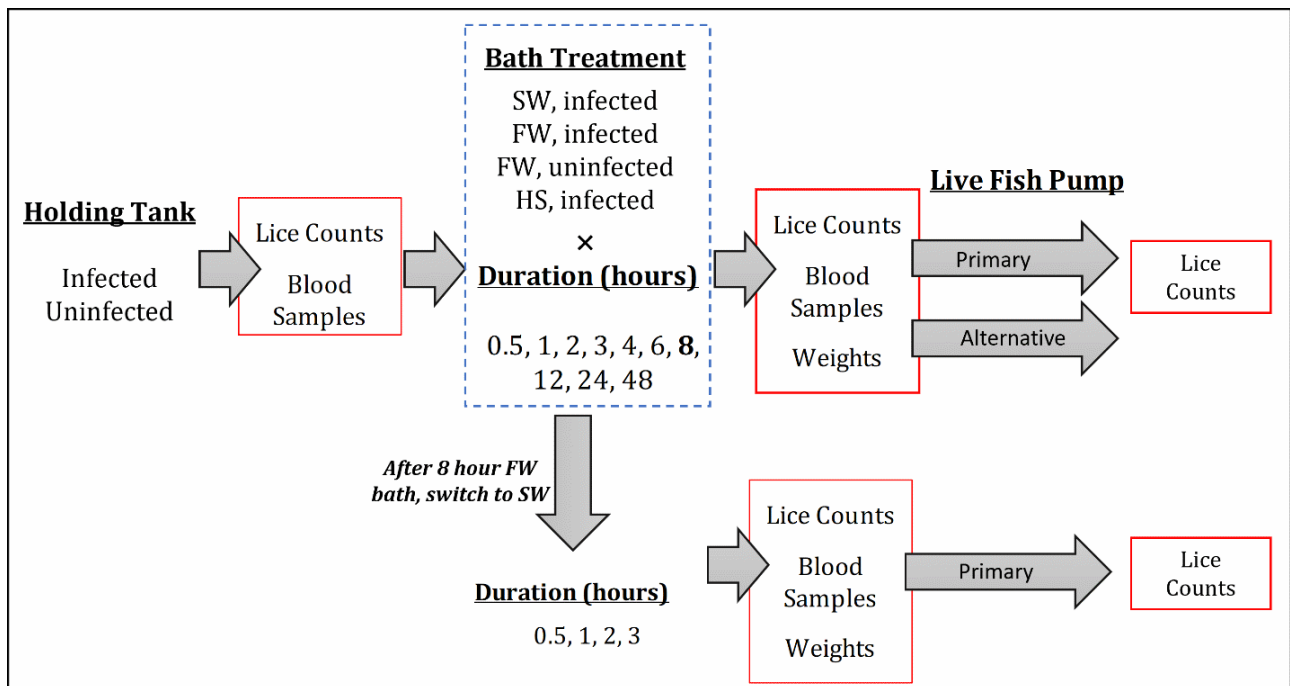 Holding Tank
Infected
Uninfected
Lice Counts
Blood
Samples
Bath Treatment
SW, infected
FW, infected
FW, uninfected
HS, infected
×
Duration (hours)
0.5, 1, 2, 3, 4, 6, 8,
12, 24, 48
Lice Counts
Blood
Samples
Weights
Live Fish Pump
Primary
Alternative
Lice
Counts
After 8 hour FW
bath, switch to SW
Duration (hours)
0.5, 1, 2, 3
Lice Counts
Blood
Samples
Weights
Primary
Lice
Counts